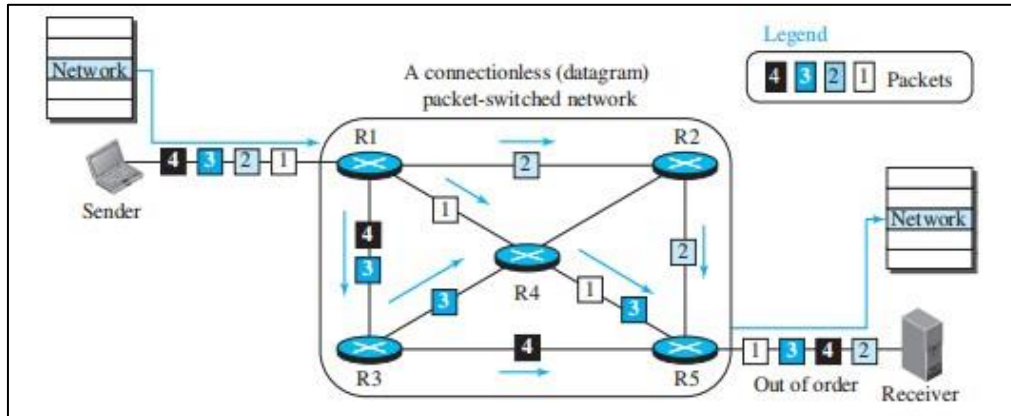 Legend
Network
A connectionless (datagram)
packet-switched network
4 3 2 1 Packets
R1
R2
2
4 3 2 1
Sender
1
4
3
2
Network
R4
3
1
3
4
R3
R5
1 3 4 2
Out of order
Receiver